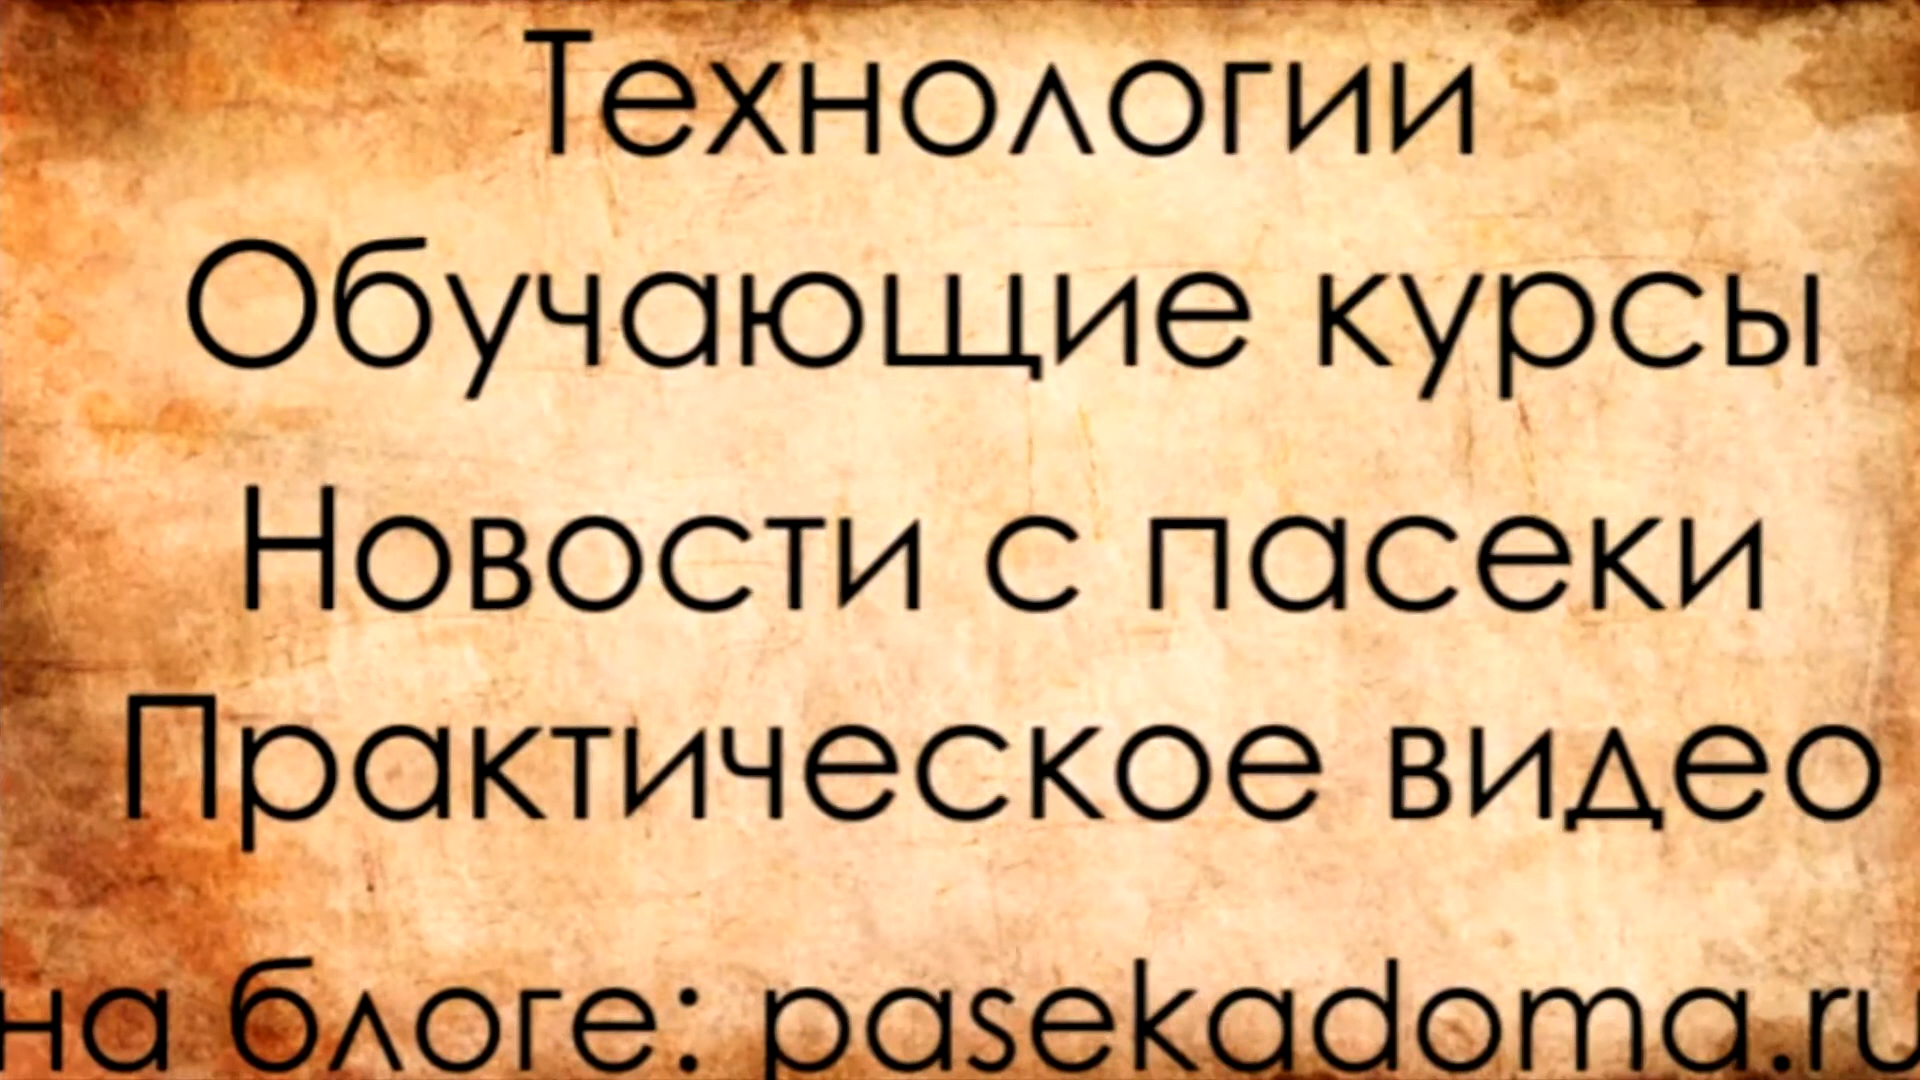 Технологии
Обучающие курсы
Новости с пасеки
Практическое видео
на блоге: pasekadoma.ru